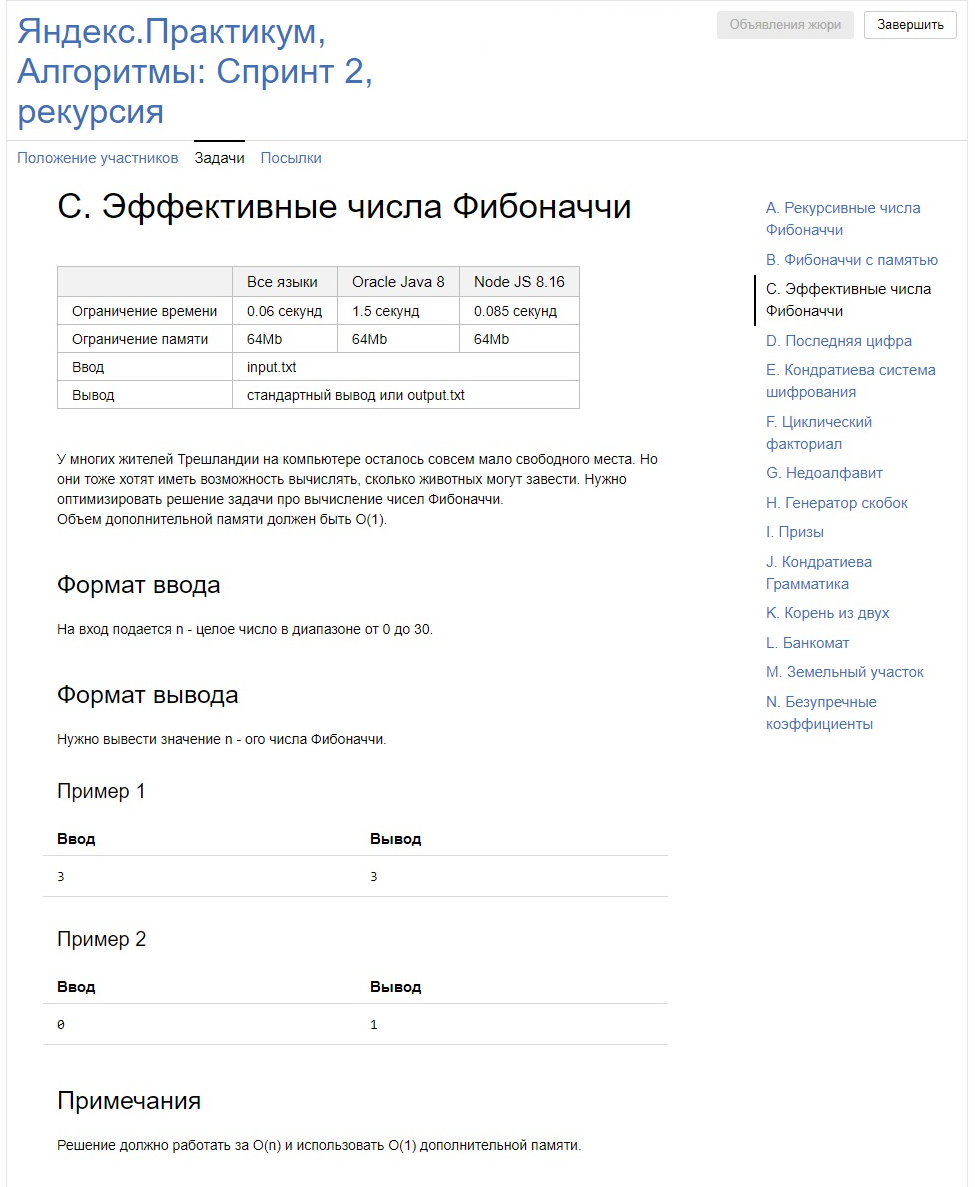 Яндекс.Практикум,
Алгоритмы: Спринт 2,
рекурсия
Объявления жюри
Завершить
Положение участников Задачи Посылки
C. Эффективные числа Фибоначчи
Все языки Oracle Java 8 Node JS 8.16
Ограничение времени 0.06 секунд 1.5 секунд 0.085 секунд
Ограничение памяти 64Mb 64Mb 64Mb
Ввод input.txt
Вывод стандартный вывод или output.txt
У многих жителей Трешландии на компьютере осталось совсем мало свободного места. Но
они тоже хотят иметь возможность вычислять, сколько животных могут завести. Нужно
оптимизировать решение задачи про вычисление чисел Фибоначчи.
Объем дополнительной памяти должен быть O(1).
Формат ввода
На вход подается n - целое число в диапазоне от 0 до 30.
Формат вывода
Нужно вывести значение n - ого числа Фибоначчи.
Пример 1
Ввод Вывод
3 3
Пример 2
Ввод Вывод
0 1
Примечания
Решение должно работать за O(n) и использовать O(1) дополнительной памяти.
A. Рекурсивные числа
Фибоначчи
B. Фибоначчи с памятью
C. Эффективные числа
Фибоначчи
D. Последняя цифра
E. Кондратиева система
шифрования
F. Циклический
факториал
G. Недоалфавит
H. Генератор скобок
I. Призы
J. Кондратиева
Грамматика
K. Корень из двух
L. Банкомат
M. Земельный участок
N. Безупречные
коэффициенты